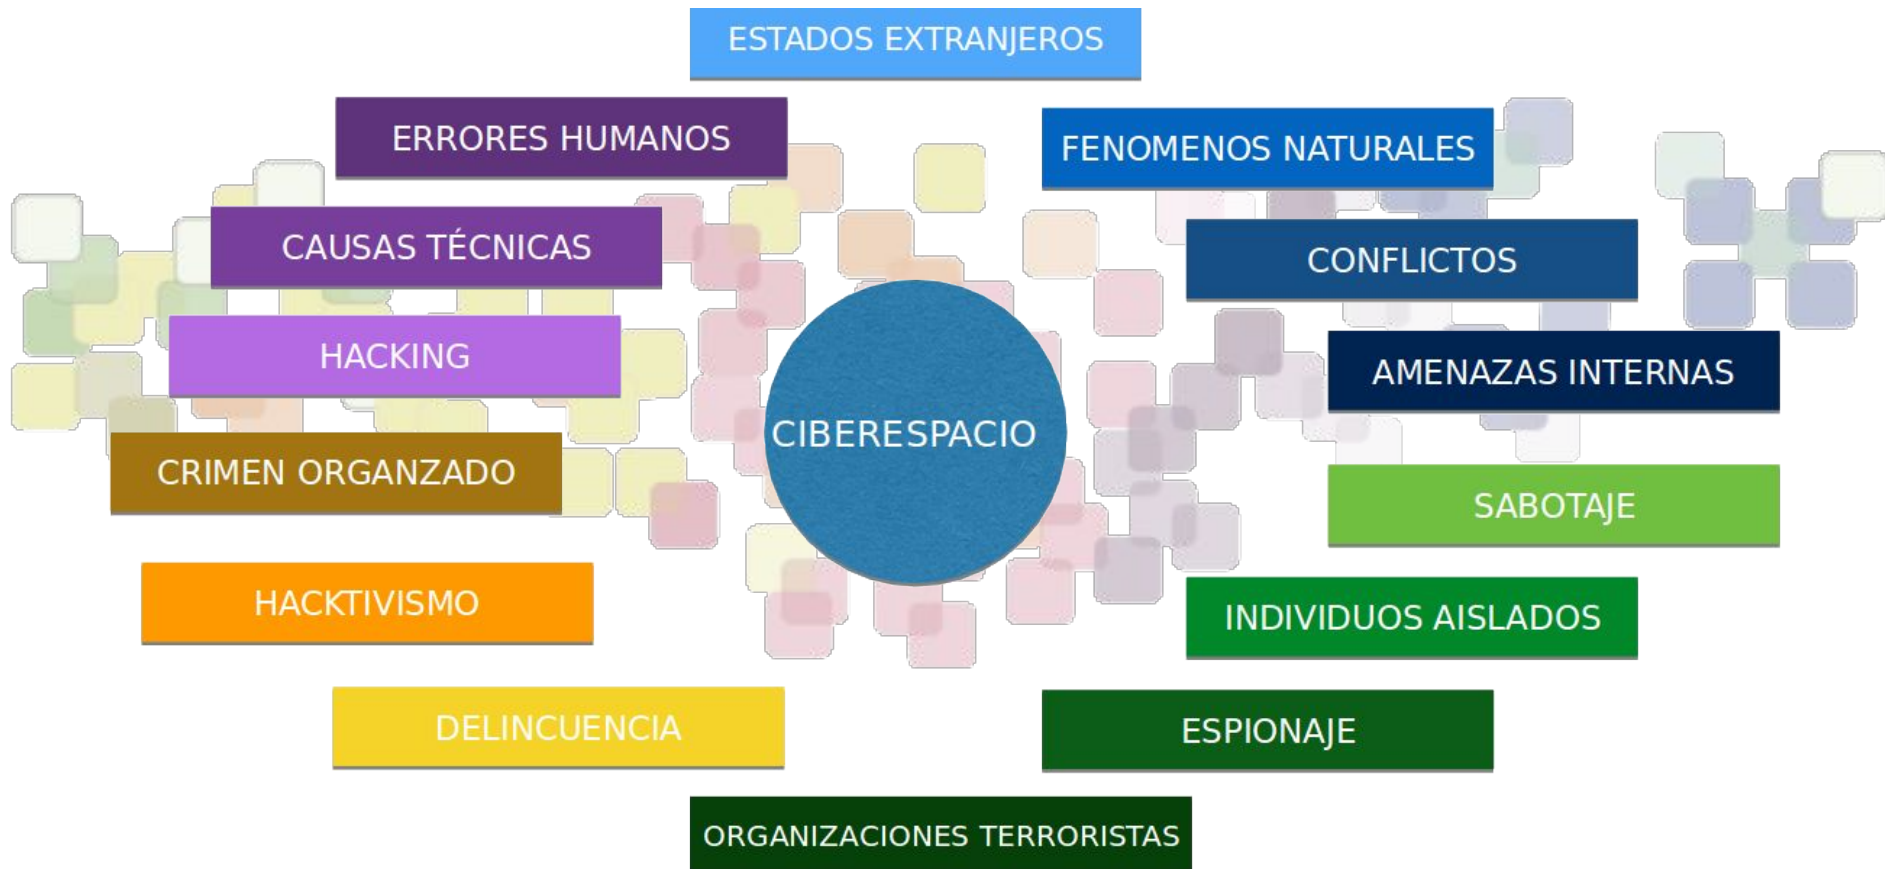 ESTADOS EXTRANJEROS
ERRORES HUMANOS
FENOMENOS NATURALES
CAUSAS TÉCNICAS
CONFLICTOS
HACKING
AMENAZAS INTERNAS
CIBERESPACIO
CRIMEN ORGANZADO
SABOTAJE
HACKTIVISMO
INDIVIDUOS AISLADOS
DELINCUENCIA
ESPIONAJE
ORGANIZACIONES TERRORISTAS